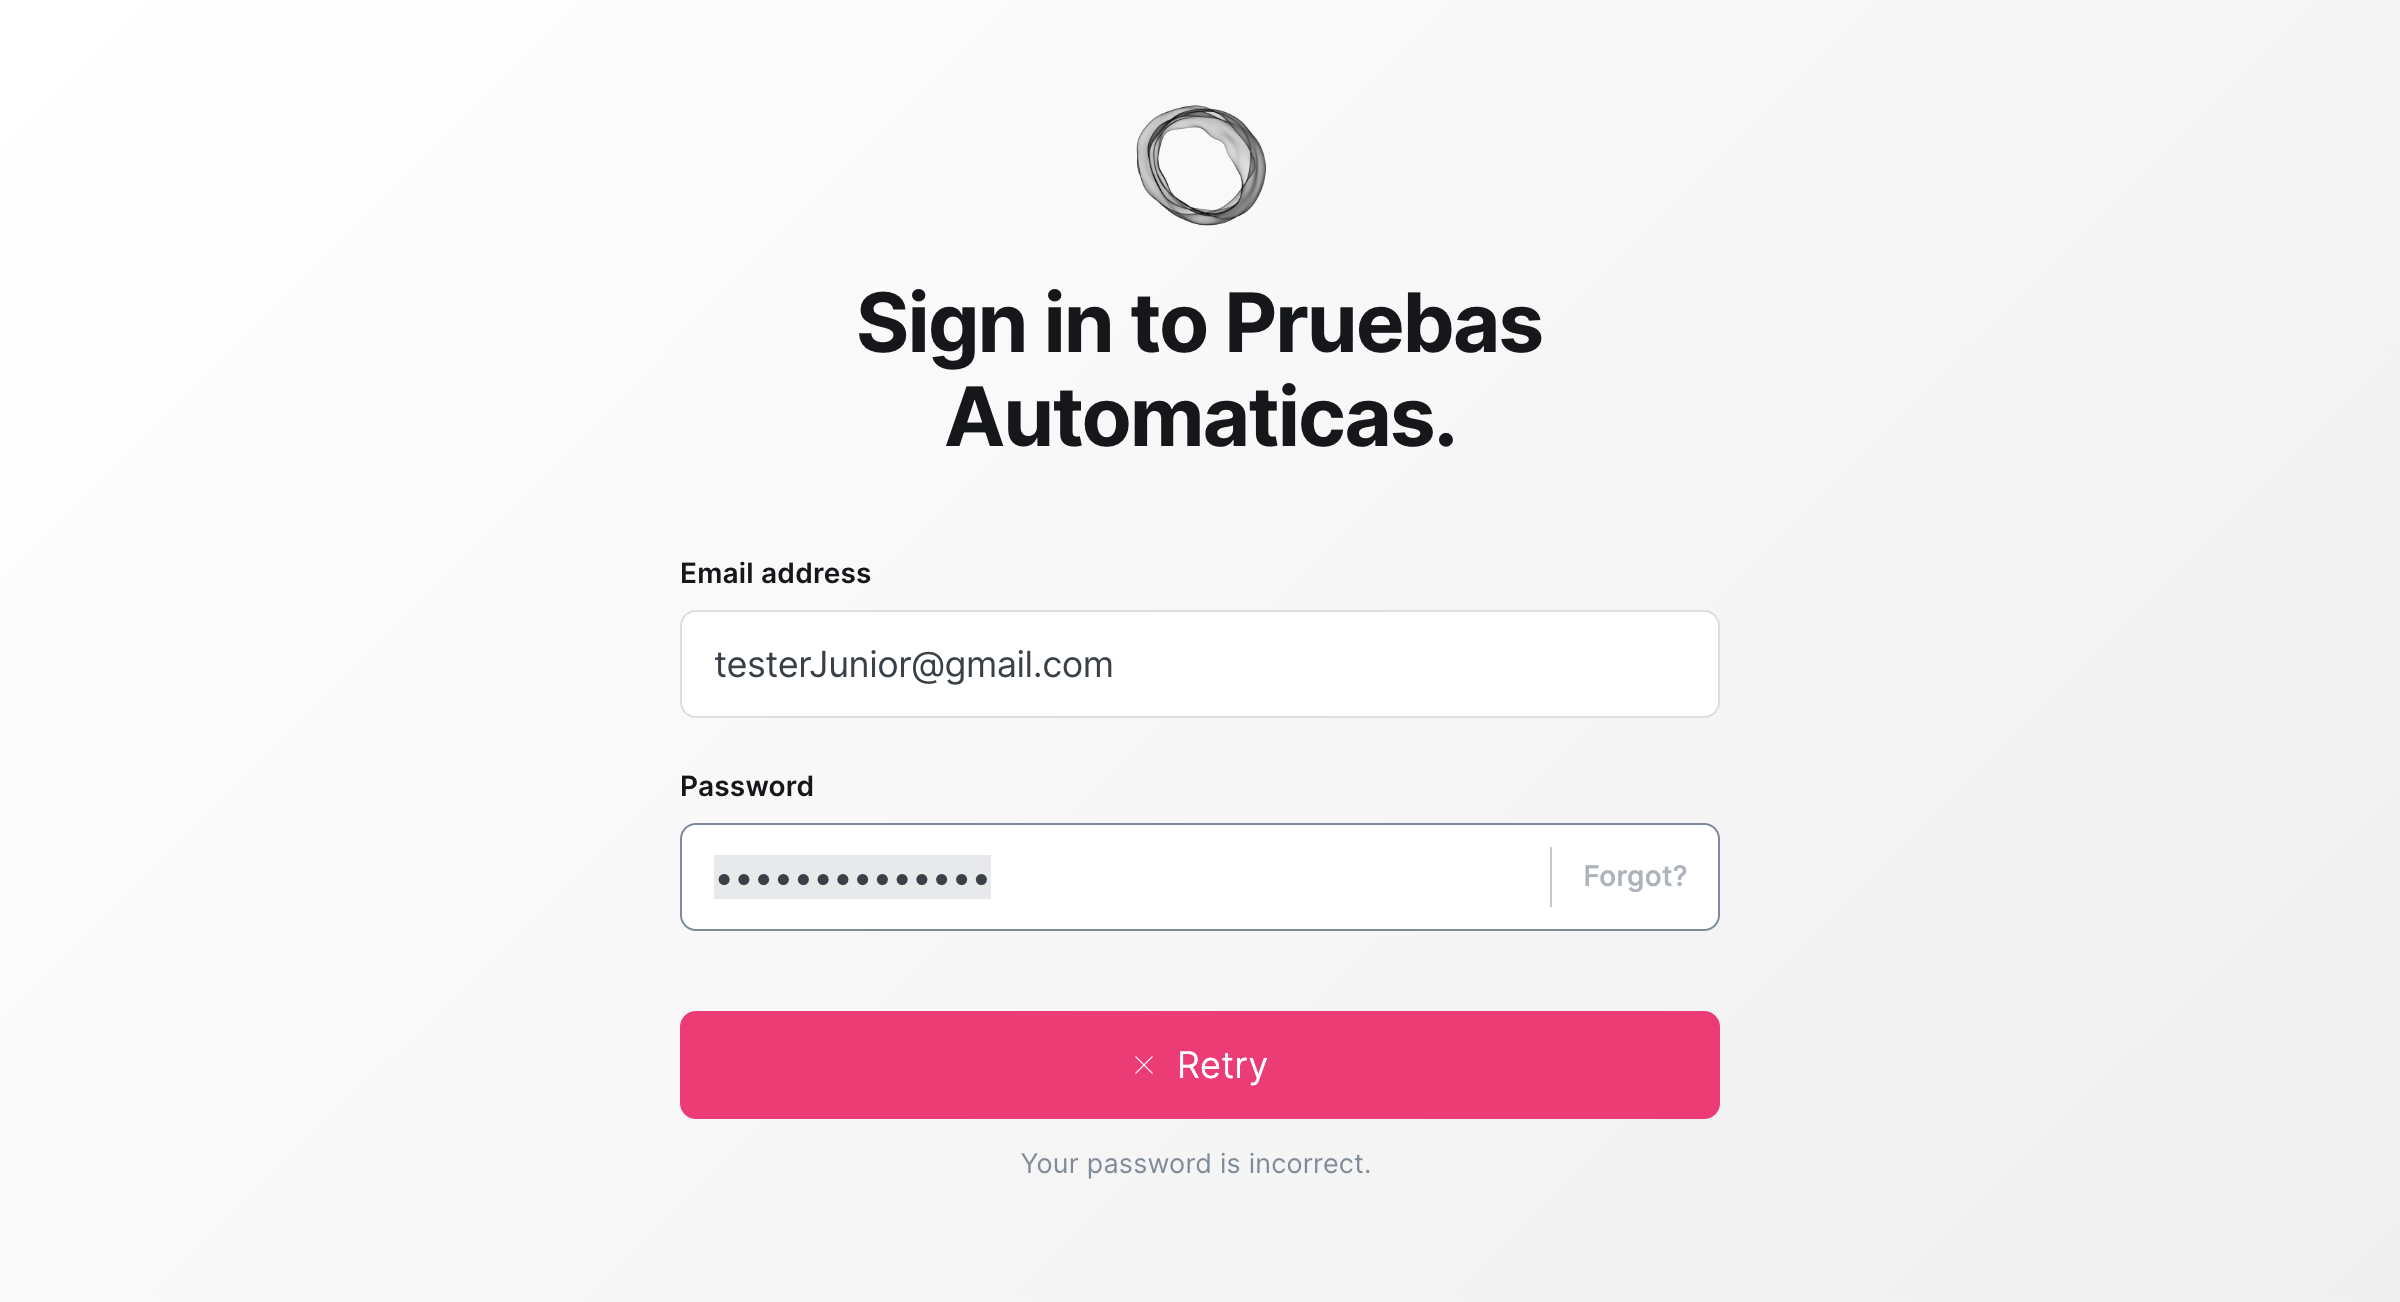 Sign in to Pruebas
Automaticas.
Email address
testerJunior@gmail.com
Password
••••••••••••••
Forgot?
Retry
Your password is incorrect.